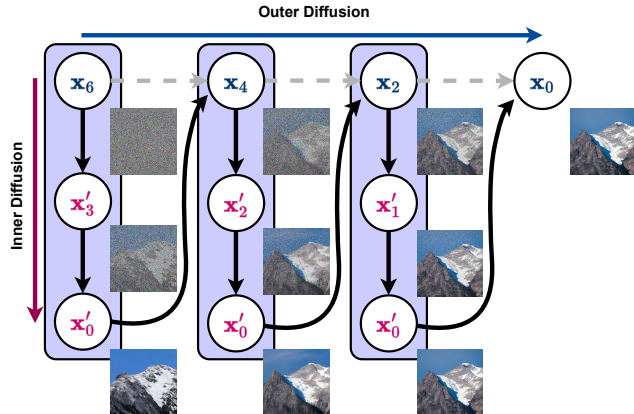 Outer Diffusion
Inner Diffusion
x₆ x₄ x₂ x₀
x′₃ x′₂ x′₁
x′₀ x′₀ x′₀